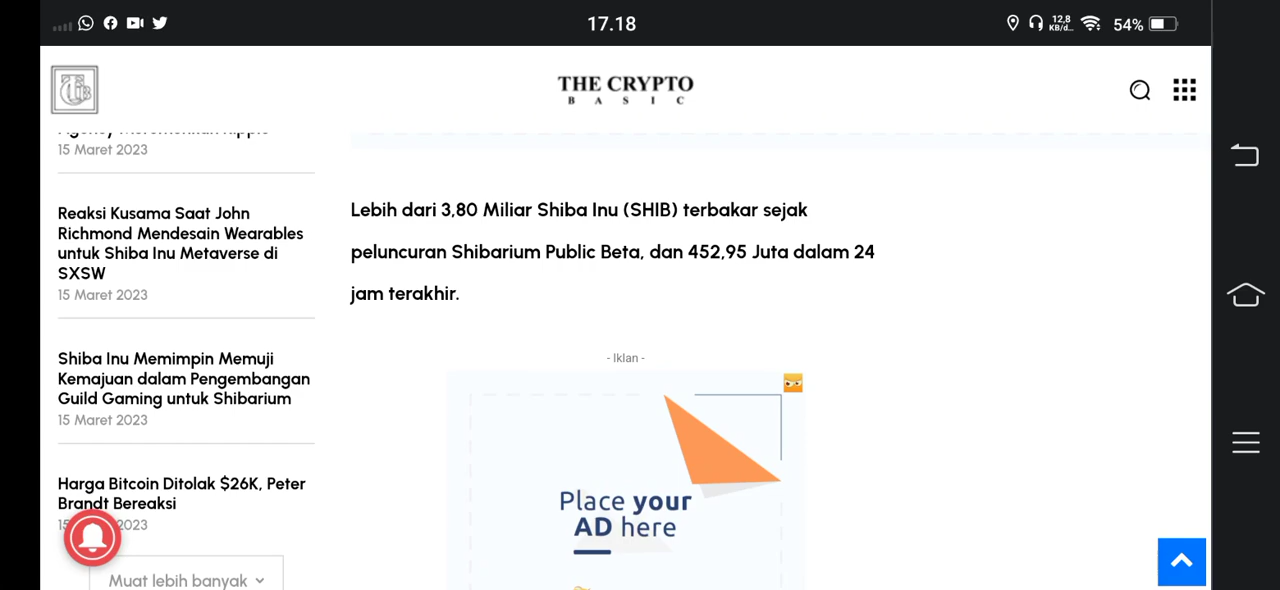 17.18
12,8
KB/d...
54%
THE CRYPTO
BASIC
15 Maret 2023
Reaksi Kusama Saat John
Richmond Mendesain Wearables
untuk Shiba Inu Metaverse di
SXSW
15 Maret 2023
Shiba Inu Memimpin Memuji
Kemajuan dalam Pengembangan
Guild Gaming untuk Shibarium
15 Maret 2023
Harga Bitcoin Ditolak $26K, Peter
Brandt Bereaksi
2023
Muat lebih banyak
Lebih dari 3,80 Miliar Shiba Inu (SHIB) terbakar sejak
peluncuran Shibarium Public Beta, dan 452,95 Juta dalam 24
jam terakhir.
- Iklan -
Place your
AD here